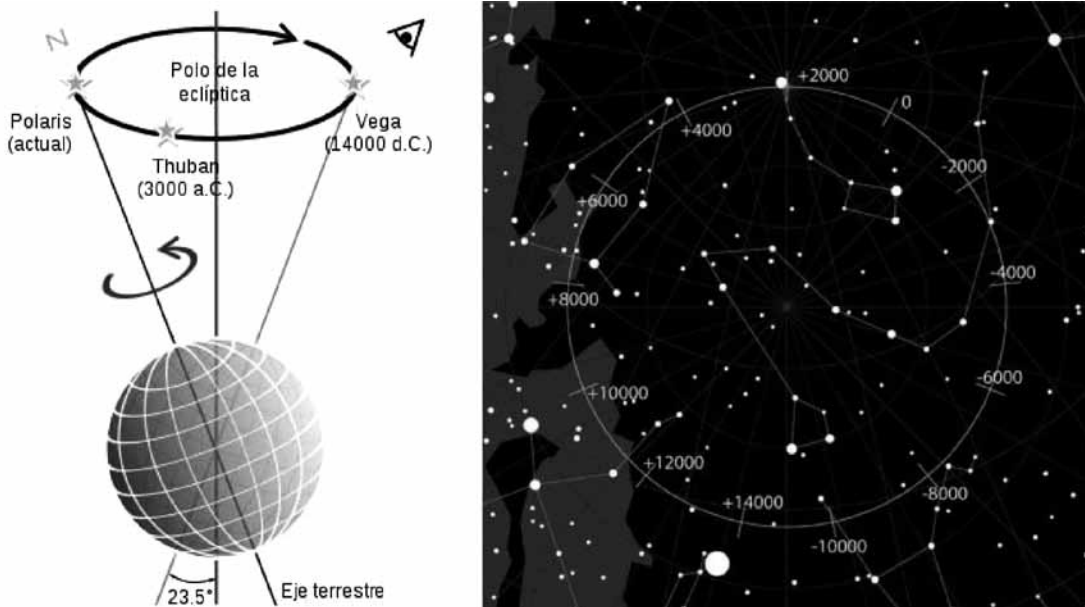 N
Polo de la
eclíptica
Polaris
(actual)
Vega
(14000 d.C.)
Thuban
(3000 a.C.)
23.5°
Eje terrestre
+2000
0
+4000
-2000
+6000
-4000
+8000
-6000
+10000
+12000
-8000
+14000
-10000